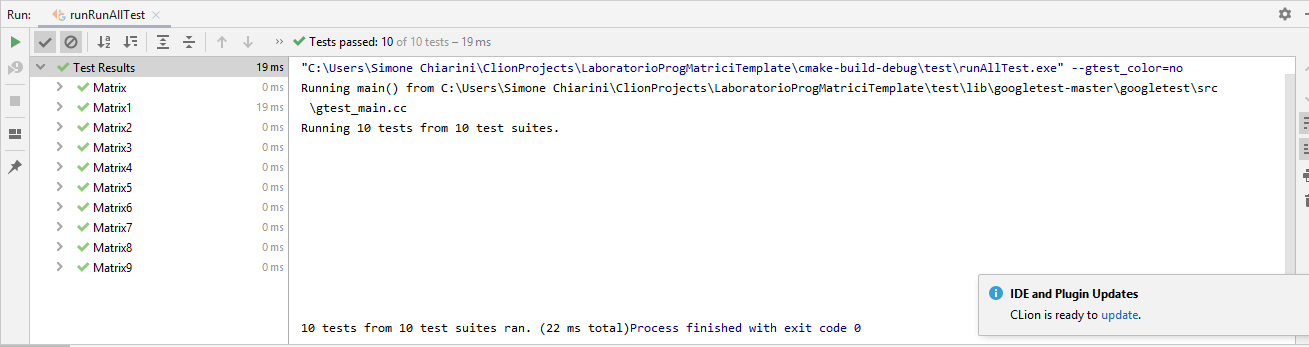 Run: runRunAllTest
Tests passed: 10 of 10 tests – 19 ms
Test Results 19 ms
Matrix 0 ms
Matrix1 19 ms
Matrix2 0 ms
Matrix3 0 ms
Matrix4 0 ms
Matrix5 0 ms
Matrix6 0 ms
Matrix7 0 ms
Matrix8 0 ms
Matrix9 0 ms
"C:\Users\Simone Chiarini\ClionProjects\LaboratorioProgMatriciTemplate\cmake-build-debug\test\runAllTest.exe" --gtest_color=no
Running main() from C:\Users\Simone Chiarini\ClionProjects\LaboratorioProgMatriciTemplate\test\lib\googletest-master\googletest\src
\gtest_main.cc
Running 10 tests from 10 test suites.
10 tests from 10 test suites ran. (22 ms total)Process finished with exit code 0
IDE and Plugin Updates
CLion is ready to update.